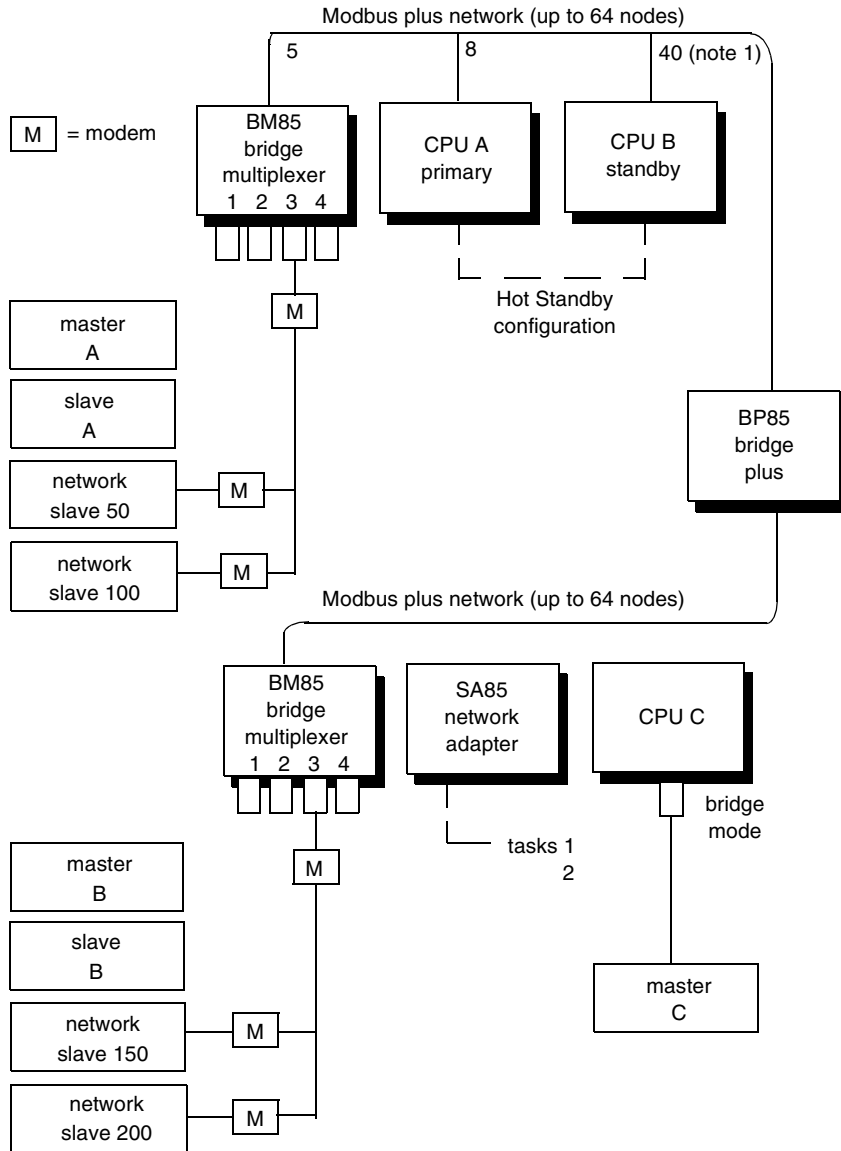 Modbus plus network (up to 64 nodes)
5
8
40 (note 1)
M = modem
BM85
bridge
multiplexer
1 2 3 4
CPU A
primary
CPU B
standby
Hot Standby
configuration
M
master
A
slave
A
network
slave 50
M
network
slave 100
M
BP85
bridge
plus
Modbus plus network (up to 64 nodes)
BM85
bridge
multiplexer
1 2 3 4
SA85
network
adapter
CPU C
bridge
mode
tasks 1
2
M
master
B
slave
B
network
slave 150
M
network
slave 200
M
master
C